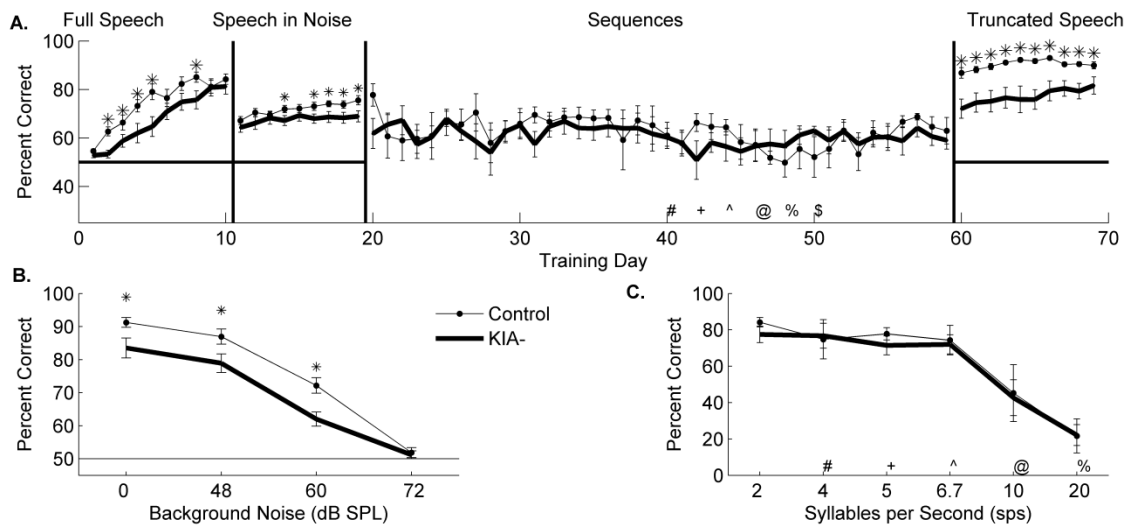 Full Speech Speech in Noise Sequences Truncated Speech
A.
100
80
60
40
Percent Correct
* * * * *
* * * * *
* * * * * * * * * *
# + ^ @ % $
0 10 20 30 40 50 60 70
Training Day
B.
100
90
80
70
60
50
Percent Correct
* * *
0 48 60 72
Background Noise (dB SPL)
Control
KIA-
C.
100
80
60
40
20
0
Percent Correct
# + ^ @ %
2 4 5 6.7 10 20
Syllables per Second (sps)